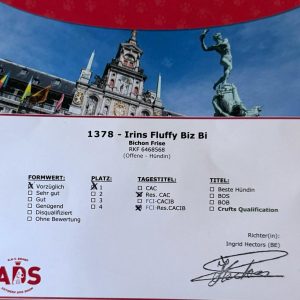 1378 - Irins Fluffy Biz Bi
Bichon Frise
RKF 6468568
(Offene - Hündin)
FORMWERT: PLATZ: TAGESTITEL: TITEL:
Vorzüglich 1 CAC Beste Hündin
Sehr gut 2 Res. CAC BOS
Gut 3 FCI-CACIB BOB
Genügend 4 FCI-Res.CACIB Crufts Qualification
Disqualifiziert
Ohne Bewertung
Richter(in):
Ingrid Hectors (BE)
ADS